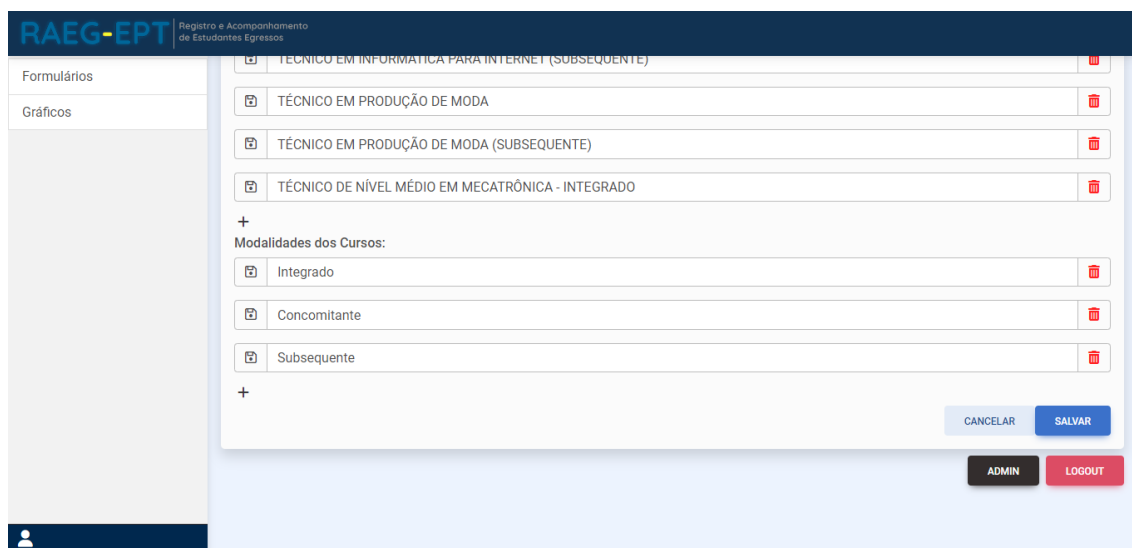 RAEG-EPT
Registro e Acompanhamento
de Estudantes Egressos
Formulários
Gráficos
TÉCNICO EM INFORMÁTICA PARA INTERNET (SUBSEQUENTE)
TÉCNICO EM PRODUÇÃO DE MODA
TÉCNICO EM PRODUÇÃO DE MODA (SUBSEQUENTE)
TÉCNICO DE NÍVEL MÉDIO EM MECATRÔNICA - INTEGRADO
+
Modalidades dos Cursos:
Integrado
Concomitante
Subsequente
+
CANCELAR
SALVAR
ADMIN
LOGOUT